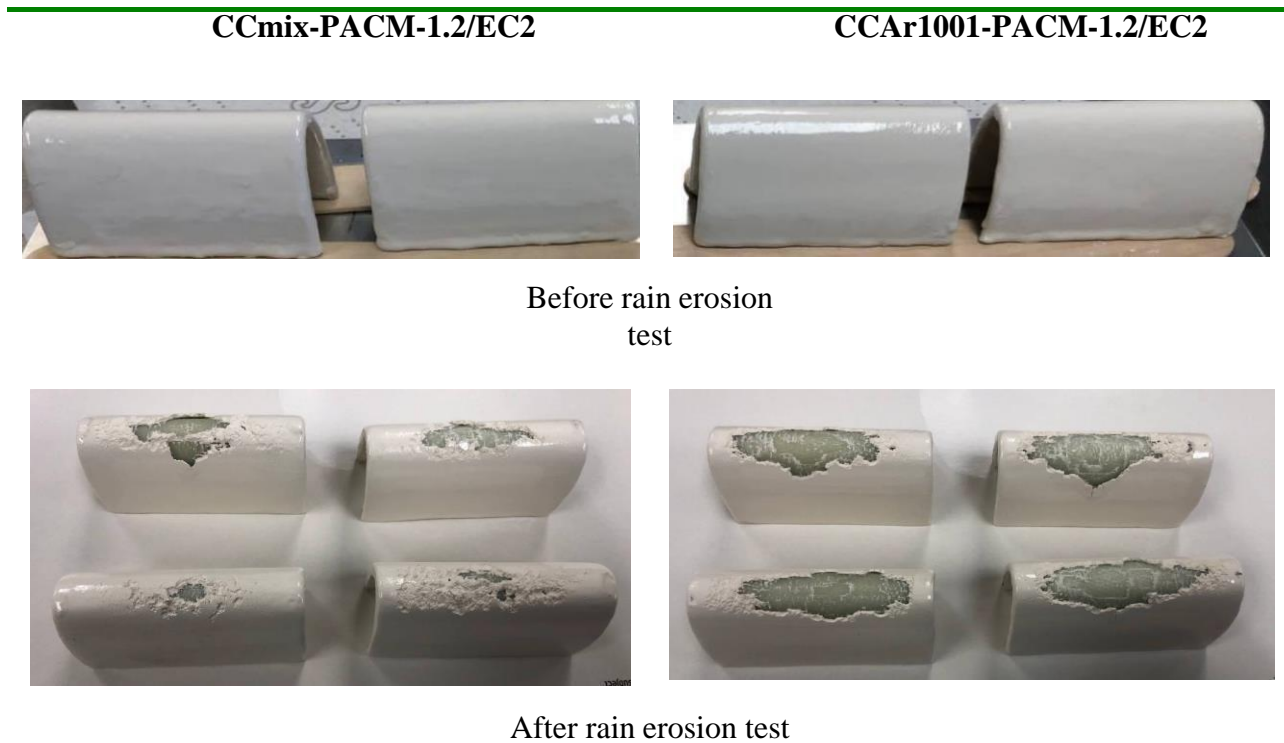 CCmix-PACM-1.2/EC2
CCAr1001-PACM-1.2/EC2
Before rain erosion
test
After rain erosion test